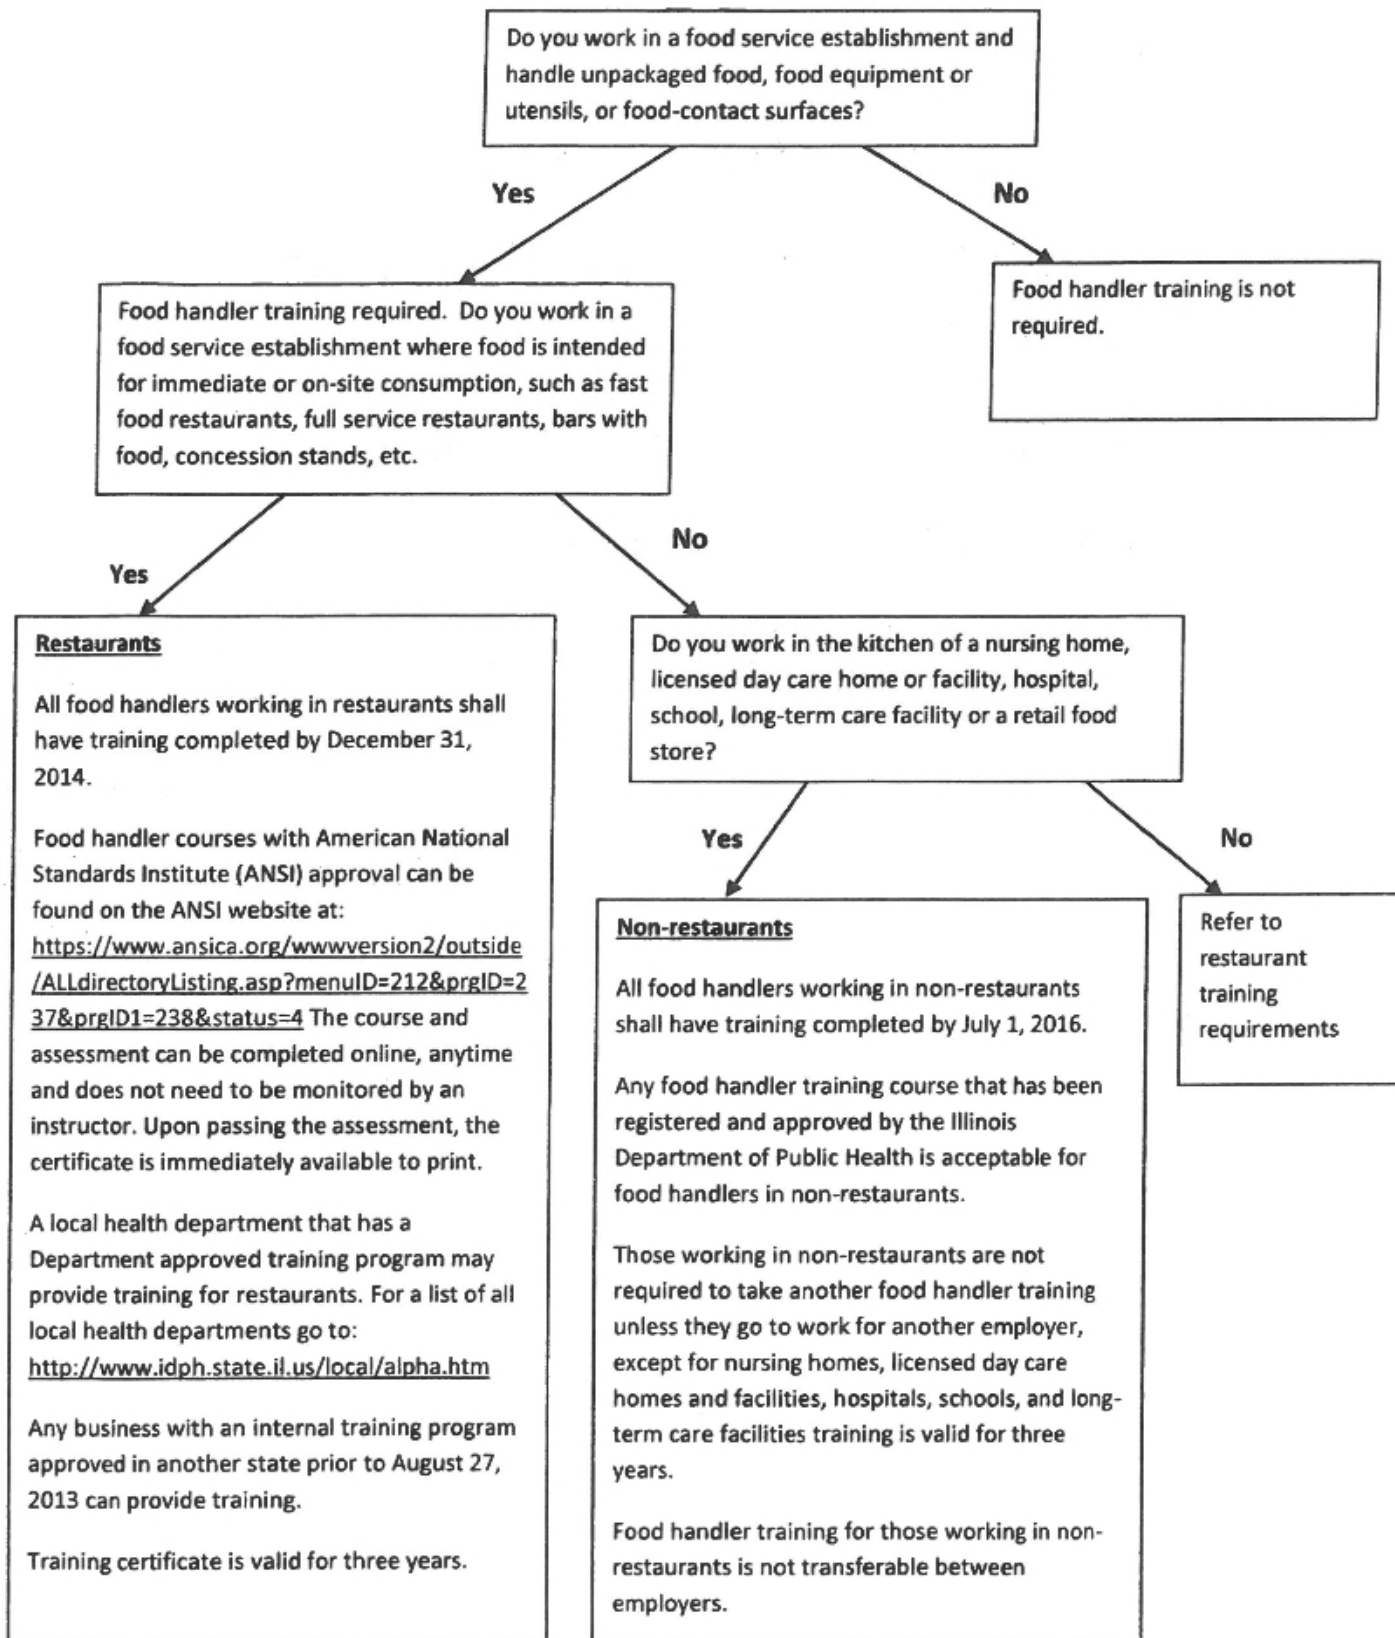 Do you work in a food service establishment and
handle unpackaged food, food equipment or
utensils, or food-contact surfaces?
Yes
No
Food handler training required.  Do you work in a
food service establishment where food is intended
for immediate or on-site consumption, such as fast
food restaurants, full service restaurants, bars with
food, concession stands, etc.
Food handler training is not
required.
Yes
No
Restaurants
All food handlers working in restaurants shall
have training completed by December 31,
2014.
Food handler courses with American National
Standards Institute (ANSI) approval can be
found on the ANSI website at:
https://www.ansica.org/wwwversion2/outside
/ALLdirectoryListing.asp?menuID=212&prgID=2
37&prgID1=238&status=4 The course and
assessment can be completed online, anytime
and does not need to be monitored by an
instructor. Upon passing the assessment, the
certificate is immediately available to print.
A local health department that has a
Department approved training program may
provide training for restaurants. For a list of all
local health departments go to:
http://www.idph.state.il.us/local/alpha.htm
Any business with an internal training program
approved in another state prior to August 27,
2013 can provide training.
Training certificate is valid for three years.
Do you work in the kitchen of a nursing home,
licensed day care home or facility, hospital,
school, long-term care facility or a retail food
store?
Yes
No
Non-restaurants
All food handlers working in non-restaurants
shall have training completed by July 1, 2016.
Any food handler training course that has been
registered and approved by the Illinois
Department of Public Health is acceptable for
food handlers in non-restaurants.
Those working in non-restaurants are not
required to take another food handler training
unless they go to work for another employer,
except for nursing homes, licensed day care
homes and facilities, hospitals, schools, and long-
term care facilities training is valid for three
years.
Food handler training for those working in non-
restaurants is not transferable between
employers.
Refer to
restaurant
training
requirements